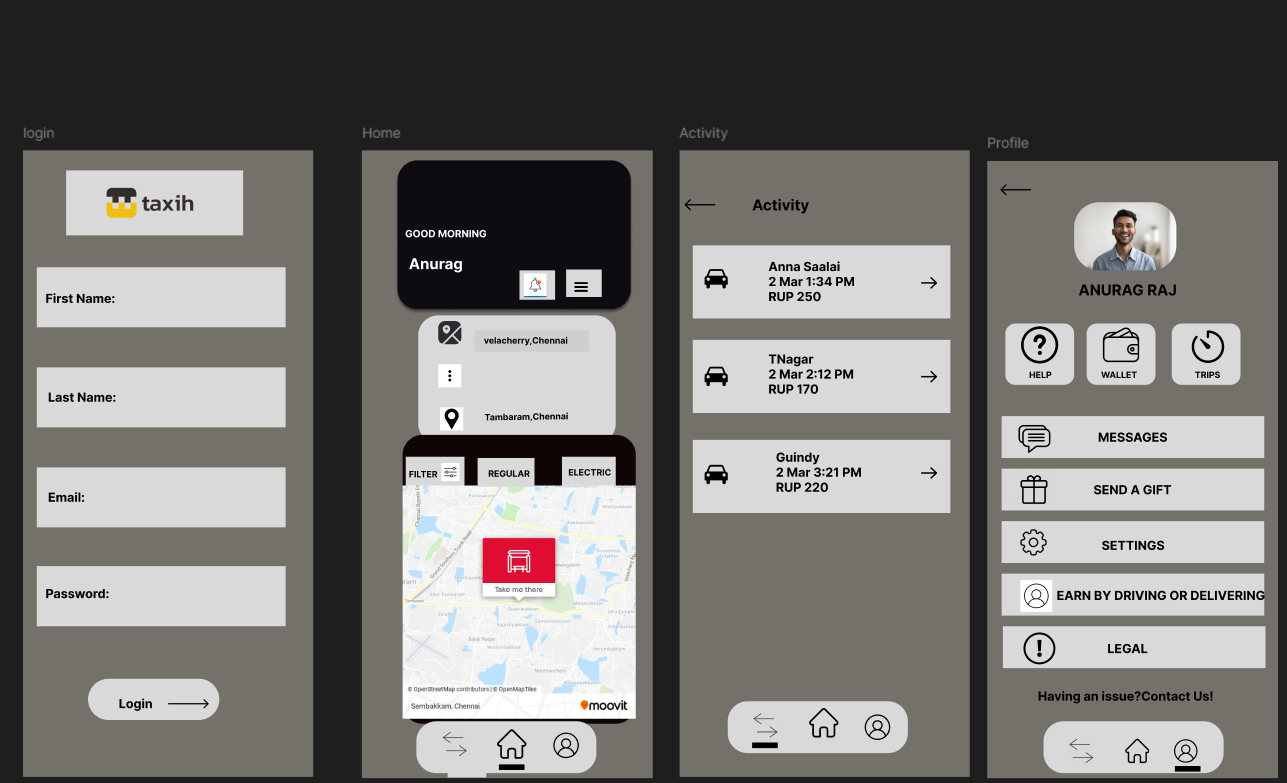 login
taxih
First Name:
Last Name:
Email:
Password:
Login
Home
GOOD MORNING
Anurag
velacherry,Chennai
Tambaram,Chennai
FILTER
REGULAR
ELECTRIC
Take me there
© OpenStreetMap contributors | © OpenMapTiles
Sembakkam, Chennai
moovit
Activity
Activity
Anna Saalai
2 Mar 1:34 PM
RUP 250
TNagar
2 Mar 2:12 PM
RUP 170
Guindy
2 Mar 3:21 PM
RUP 220
Profile
ANURAG RAJ
HELP
WALLET
TRIPS
MESSAGES
SEND A GIFT
SETTINGS
EARN BY DRIVING OR DELIVERING
LEGAL
Having an issue?Contact Us!